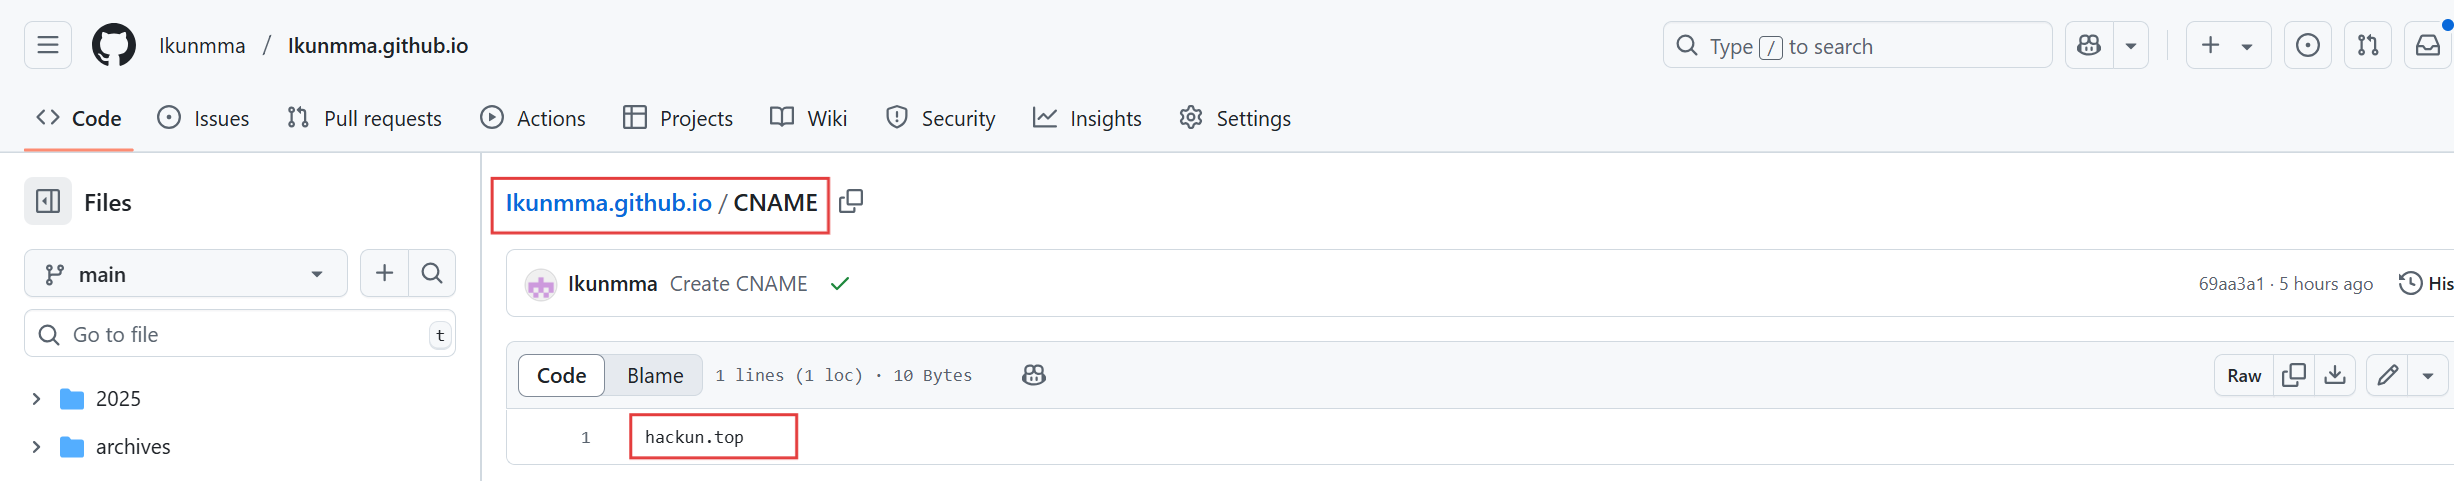 Ikunmma / Ikunmma.github.io
Type / to search
Code
Issues
Pull requests
Actions
Projects
Wiki
Security
Insights
Settings
Files
main
Go to file
t
2025
archives
Ikunmma.github.io / CNAME
Ikunmma Create CNAME
69aa3a1 · 5 hours ago
His
Code
Blame
1 lines (1 loc) · 10 Bytes
Raw
1 hackun.top